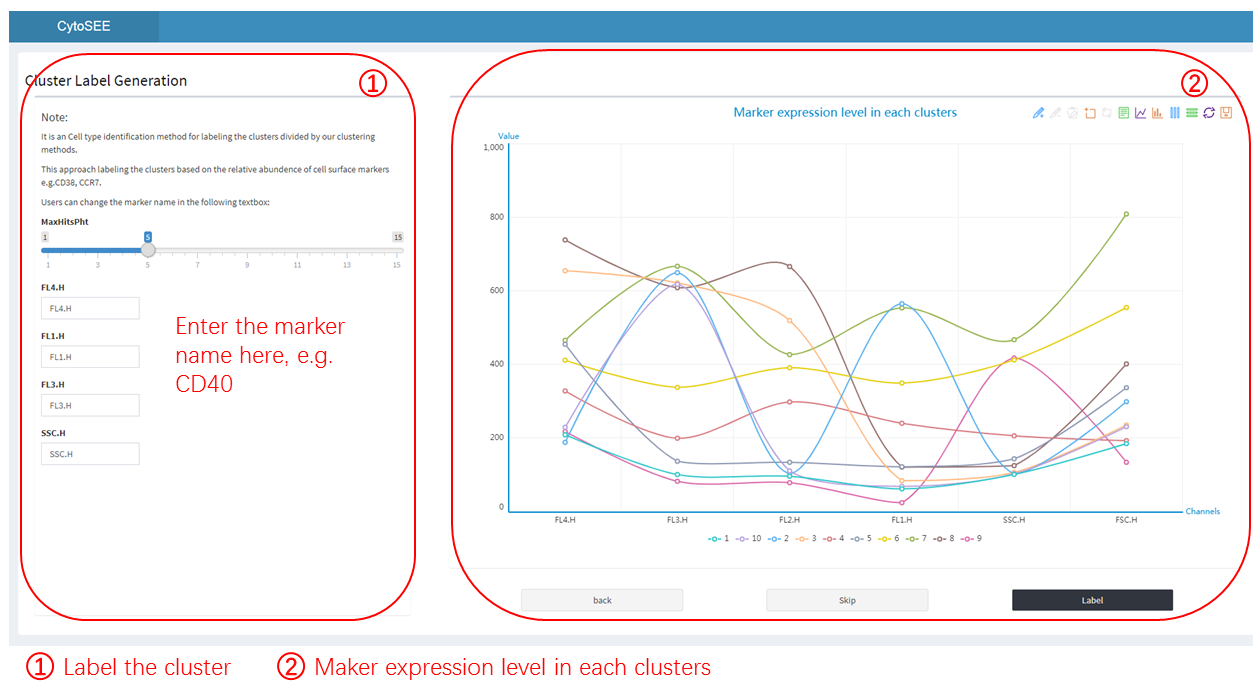 CytoSEE
Cluster Label Generation
①
Note:
It is an Cell type identification method for labeling the clusters divided by our clustering
methods.
This approach labeling the clusters based on the relative abundance of cell surface markers
e.g.CD38, CCR7.
Users can change the marker name in the following textbox:
MaxHitsPht
1
5
15
1 3 5 7 9 11 13 15
FL4.H
FL4.H
FL1.H
FL1.H
FL3.H
FL3.H
SSC.H
SSC.H
Enter the marker
name here, e.g.
CD40
②
Marker expression level in each clusters
Value
1,000
800
600
400
200
0
FL4.H FL3.H FL2.H FL1.H SSC.H FSC.H
Channels
1 10 2 3 4 5 6 7 8 9
back Skip Label
① Label the cluster ② Maker expression level in each clusters